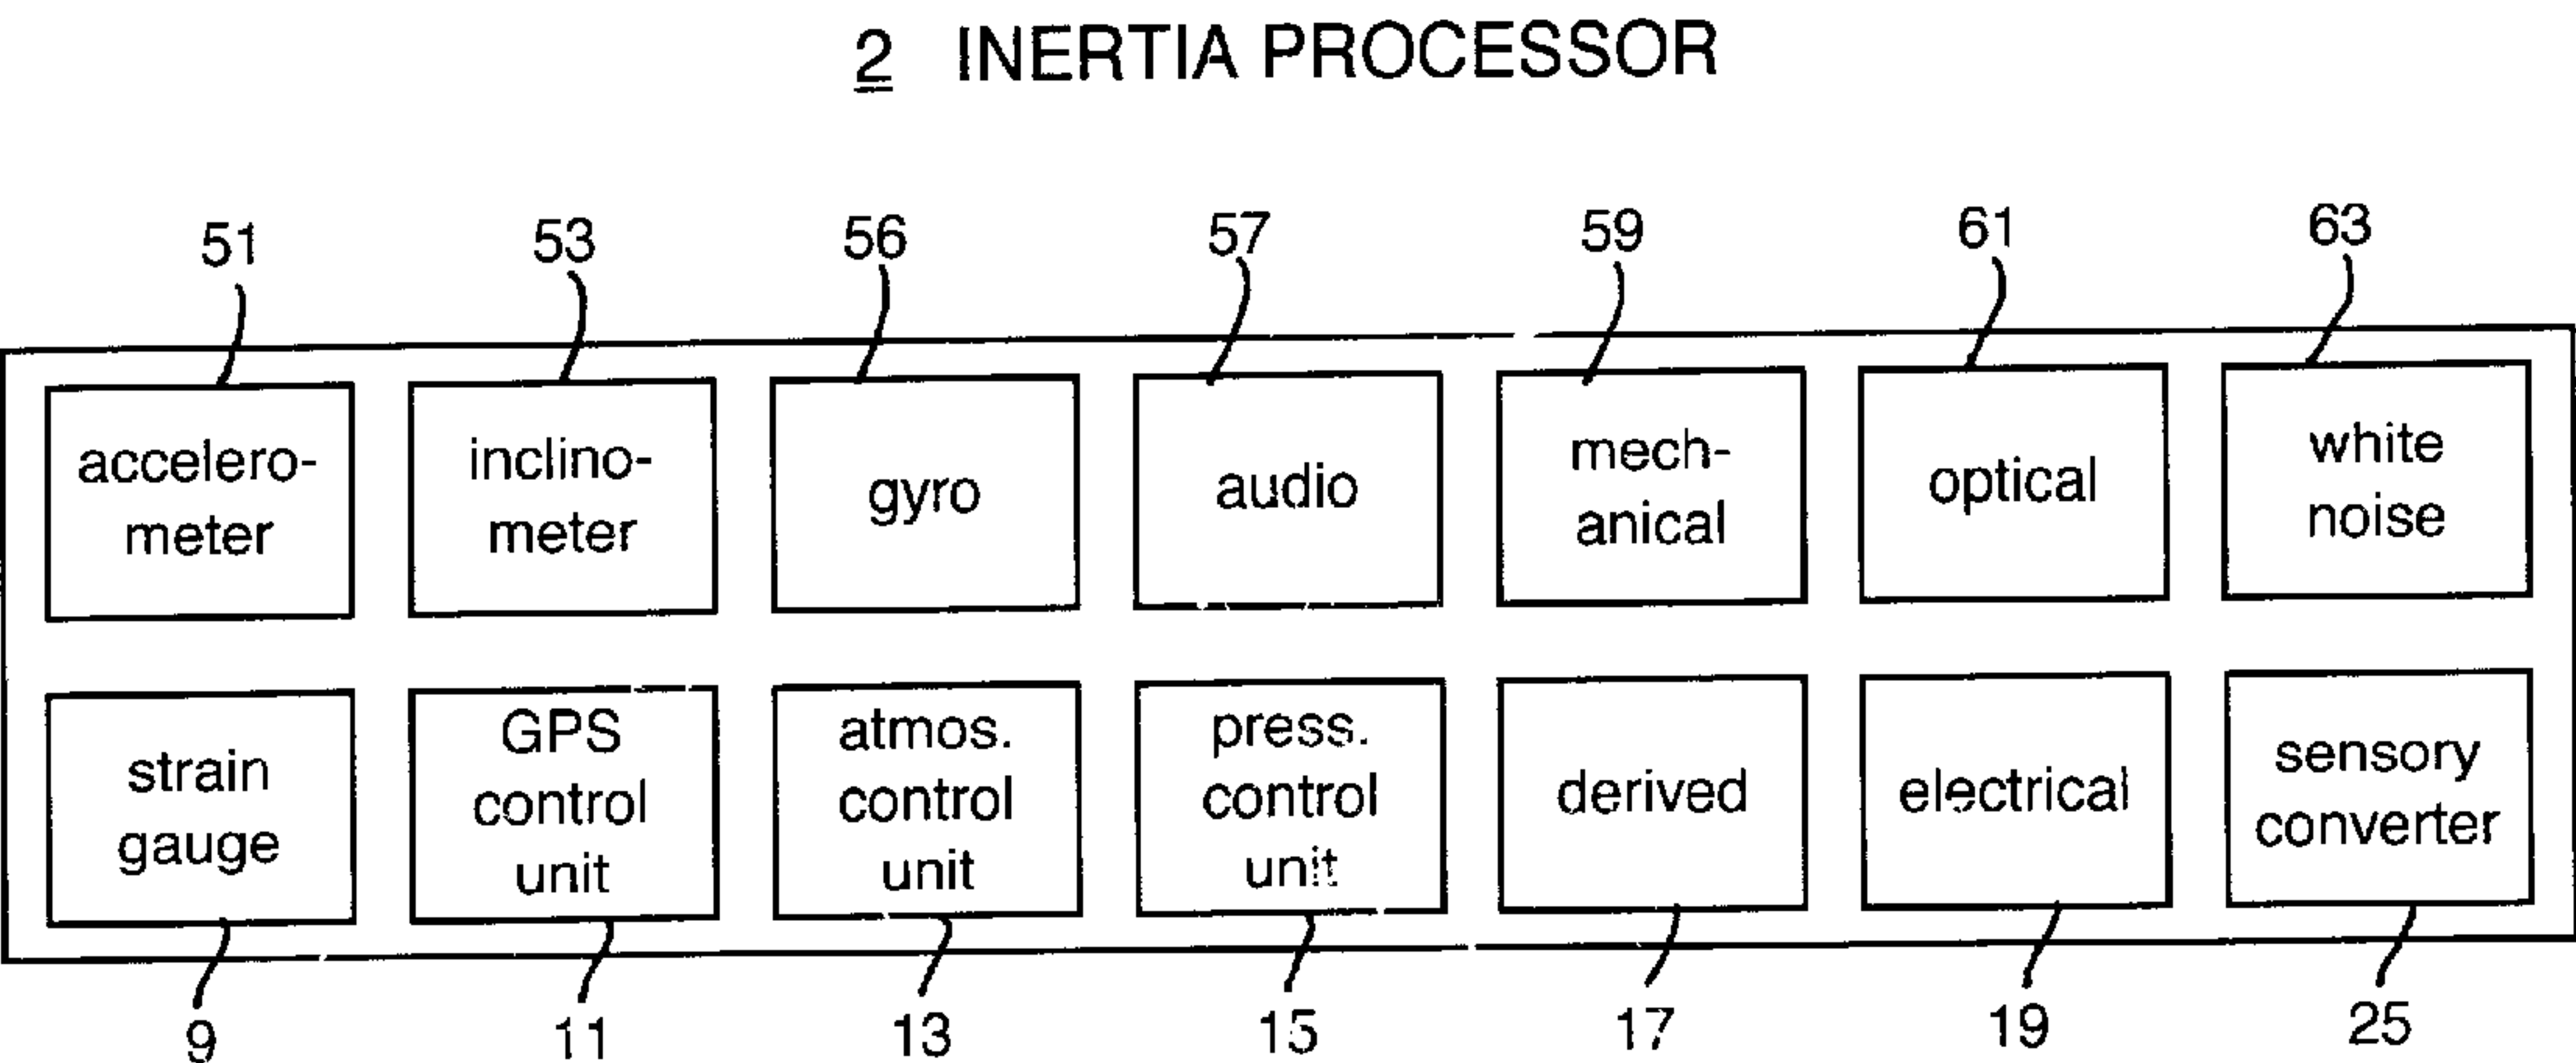 2 INERTIA PROCESSOR
51 53 56 57 59 61 63
accelero-
meter
inclino-
meter
gyro
audio
mech-
anical
optical
white
noise
strain
gauge
GPS
control
unit
atmos.
control
unit
press.
control
unit
derived
electrical
sensory
converter
9 11 13 15 17 19 25